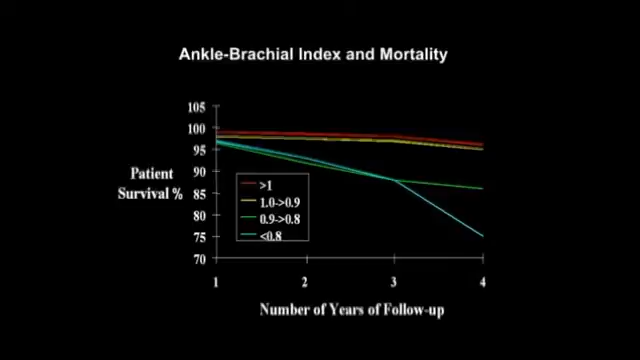 Ankle-Brachial Index and Mortality
105
100
95
90
85
80
75
70
Patient
Survival %
>1
1.0->0.9
0.9->0.8
<0.8
1 2 3 4
Number of Years of Follow-up